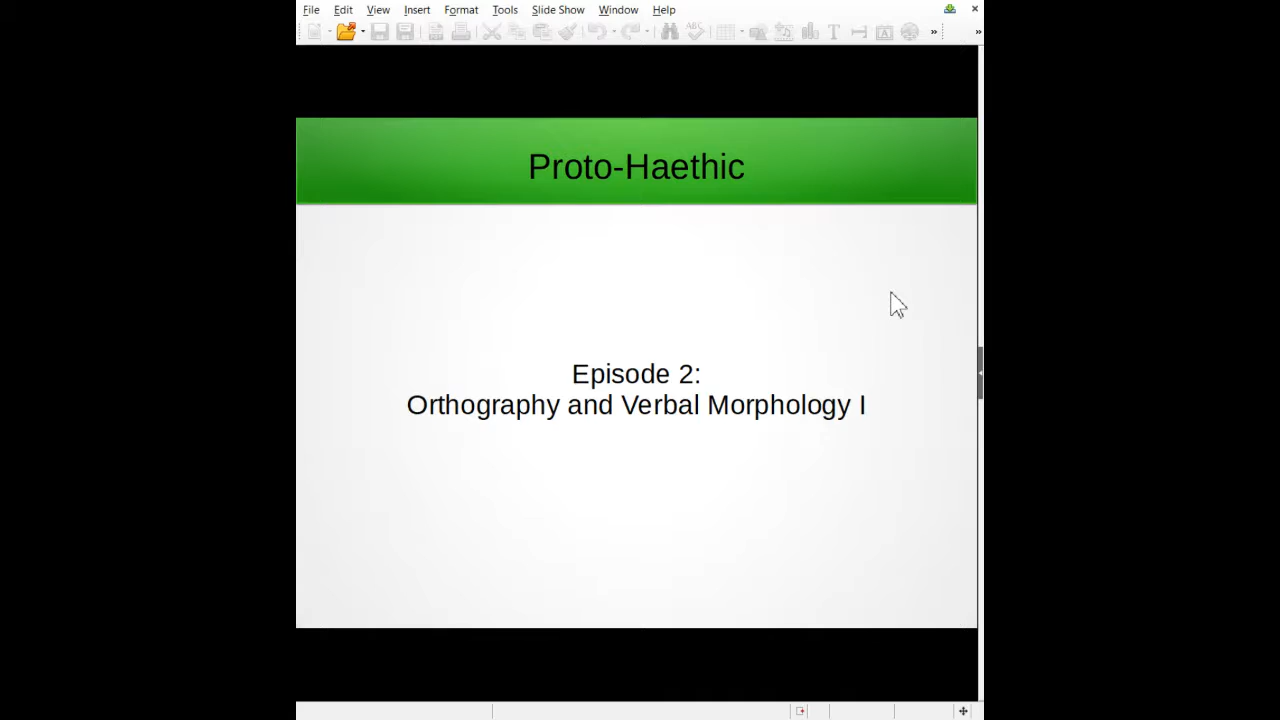 File Edit View Insert Format Tools Slide Show Window Help
Proto-Haethic
Episode 2:
Orthography and Verbal Morphology I